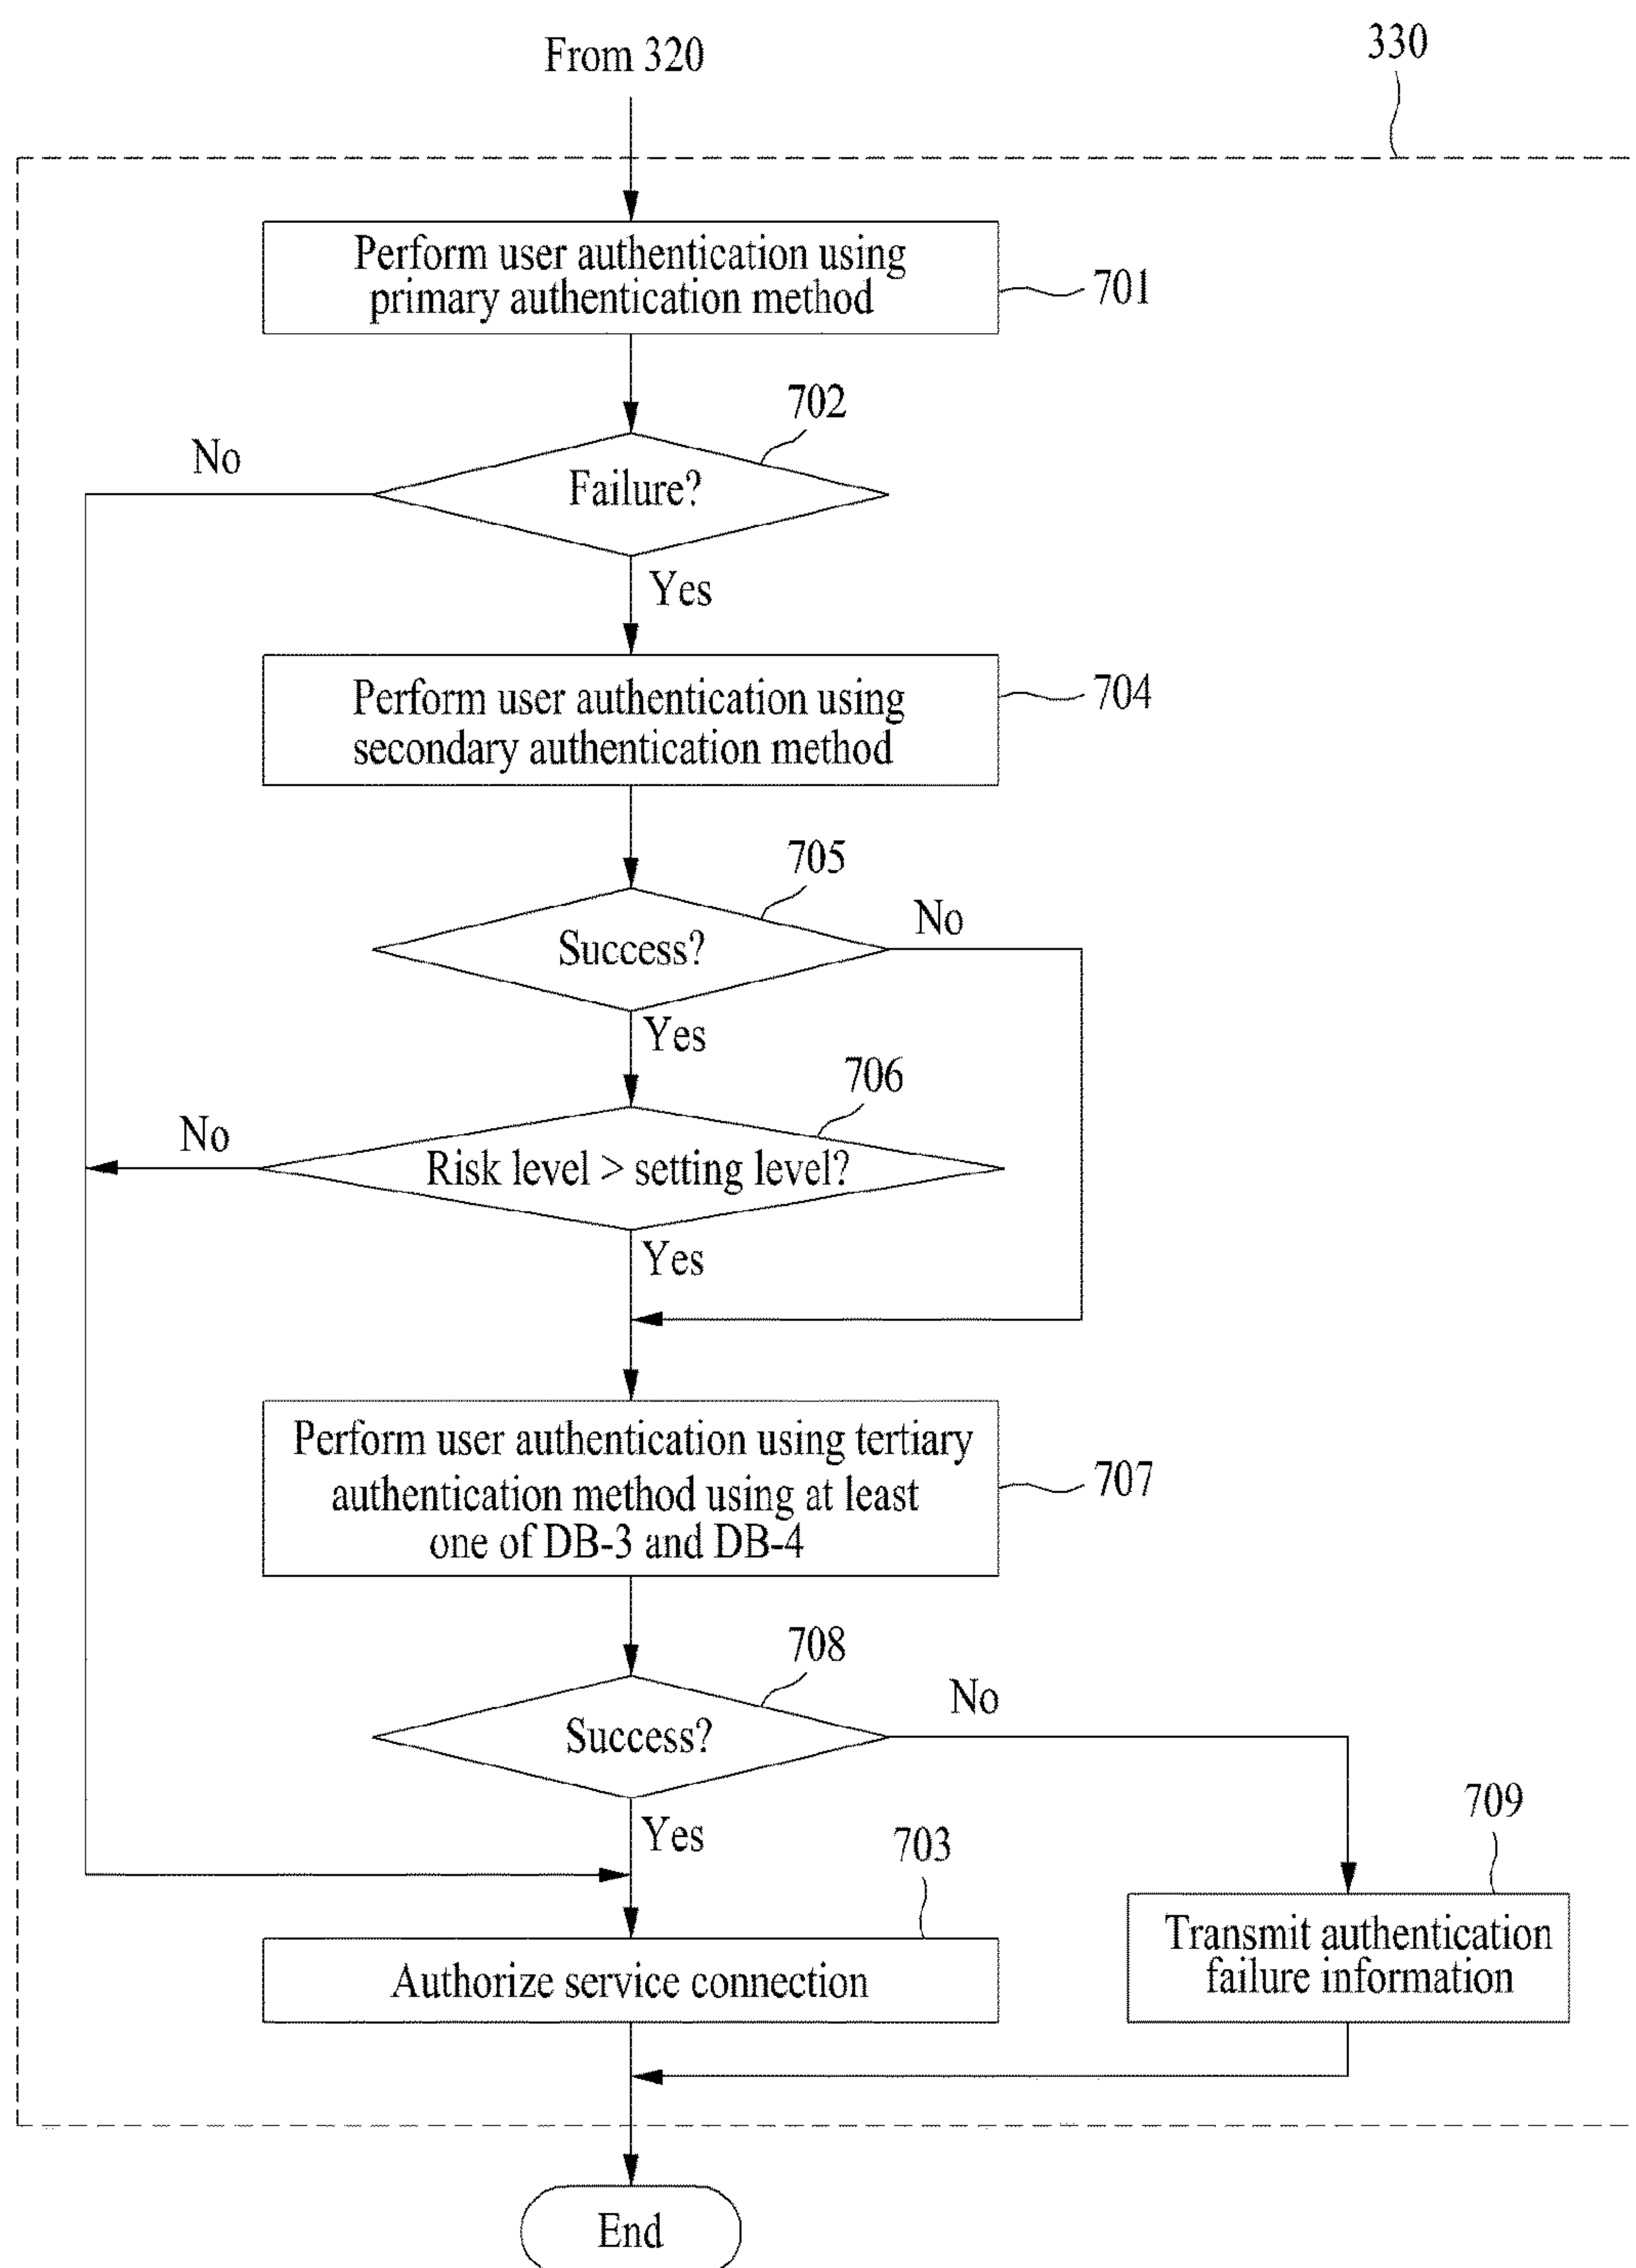 From 320
330
Perform user authentication using
primary authentication method
701
702
No
Failure?
Yes
Perform user authentication using
secondary authentication method
704
705
No
Success?
Yes
706
No
Risk level > setting level?
Yes
Perform user authentication using tertiary
authentication method using at least
one of DB-3 and DB-4
707
708
No
Success?
Yes
703
709
Authorize service connection
Transmit authentication
failure information
End